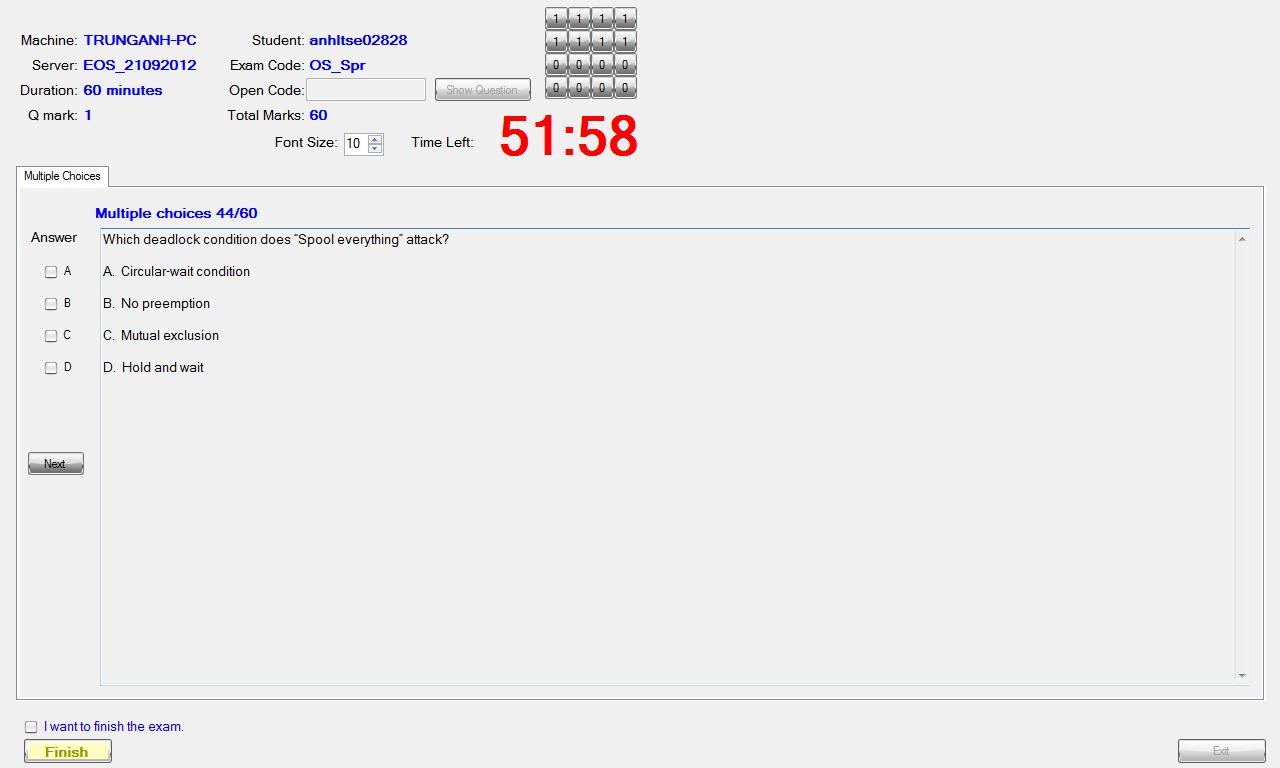 Machine: TRUNGANH-PC Student: anhltse02828
Server: EOS_21092012 Exam Code: OS_Spr
Duration: 60 minutes Open Code: Show Question
Q mark: 1 Total Marks: 60
1 1 1 1
1 1 1 1
0 0 0 0
0 0 0 0
Font Size: 10 Time Left: 51:58
Multiple Choices
Multiple choices 44/60
Answer Which deadlock condition does "Spool everything" attack?
A A. Circular-wait condition
B B. No preemption
C C. Mutual exclusion
D D. Hold and wait
Next
I want to finish the exam.
Finish Exit